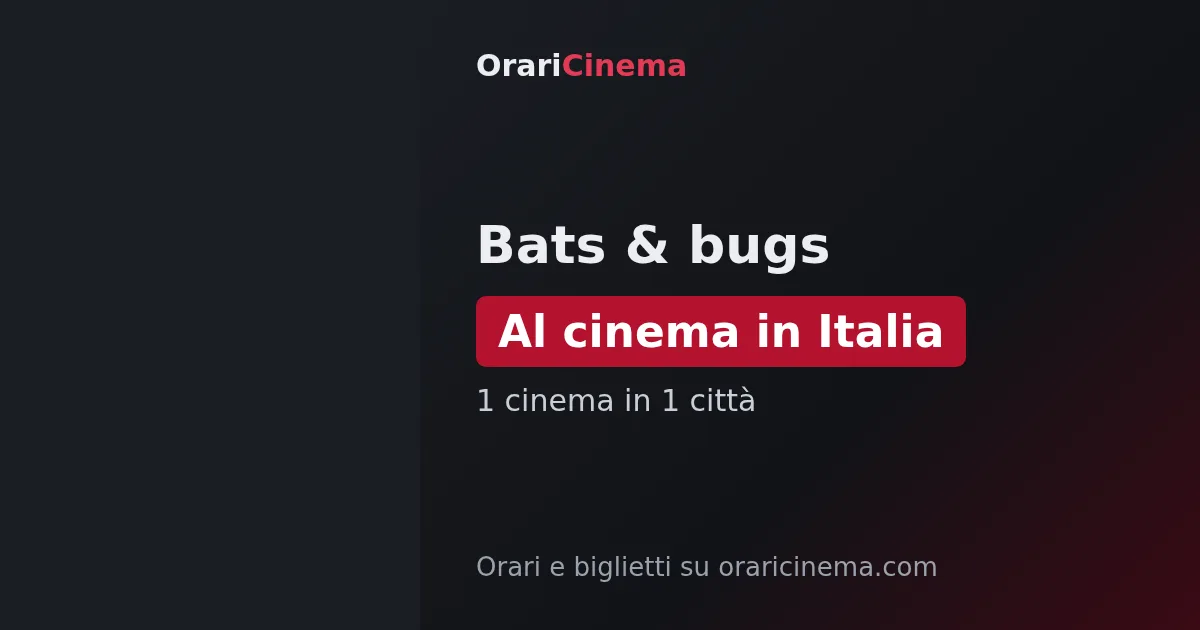 OrariCinema
Bats & bugs
Al cinema in Italia
1 cinema in 1 città
Orari e biglietti su oraricinema.com